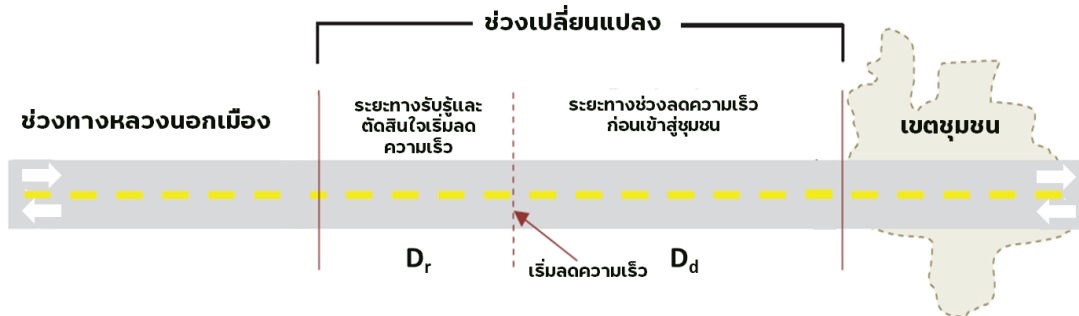 ช่วงเปลี่ยนแปลง
ช่วงทางหลวงนอกเมือง
ระยะทางรับรู้และ
ตัดสินใจเริ่มลด
ความเร็ว
ระยะทางช่วงลดความเร็ว
ก่อนเข้าสู่ชุมชน
เขตชุมชน
Dr
เริ่มลดความเร็ว
Dd